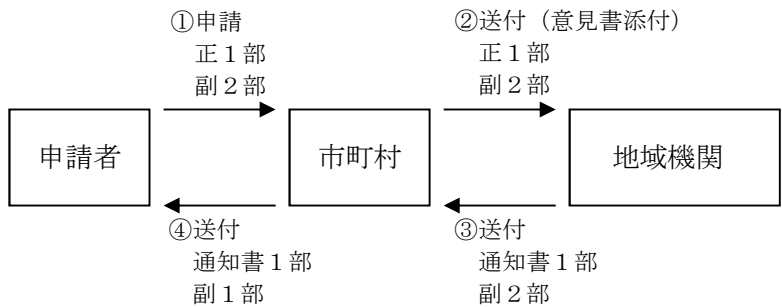 ①申請
正１部
副２部
②送付（意見書添付）
正１部
副２部
申請者
市町村
地域機関
④送付
通知書１部
副１部
③送付
通知書１部
副２部